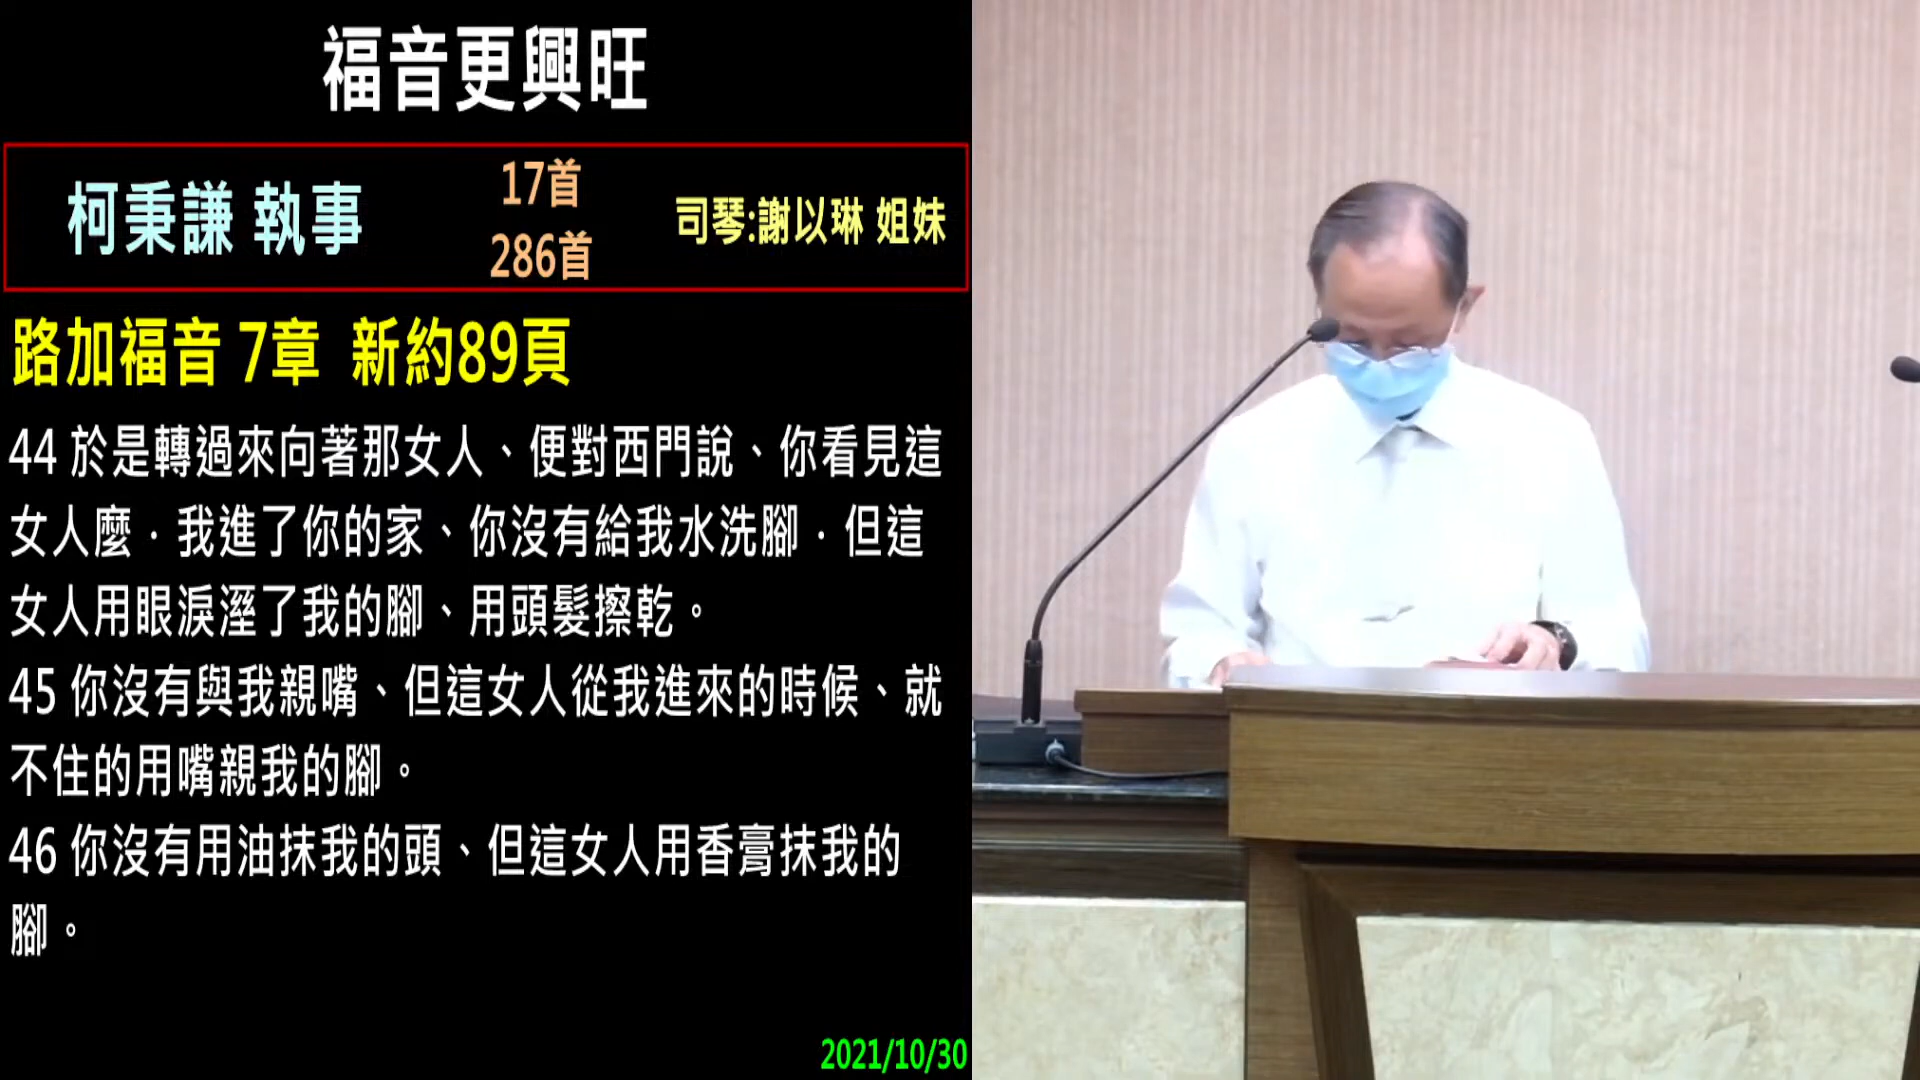 福音更興旺
柯秉謙 執事
17首
286首
司琴:謝以琳 姐妹
路加福音 7章 新約89頁
44 於是轉過來向著那女人、便對西門說、你看見這
女人麼．我進了你的家、你沒有給我水洗腳．但這
女人用眼淚溼了我的腳、用頭髮擦乾。
45 你沒有與我親嘴、但這女人從我進來的時候、就
不住的用嘴親我的腳。
46 你沒有用油抹我的頭、但這女人用香膏抹我的
腳。
2021/10/30